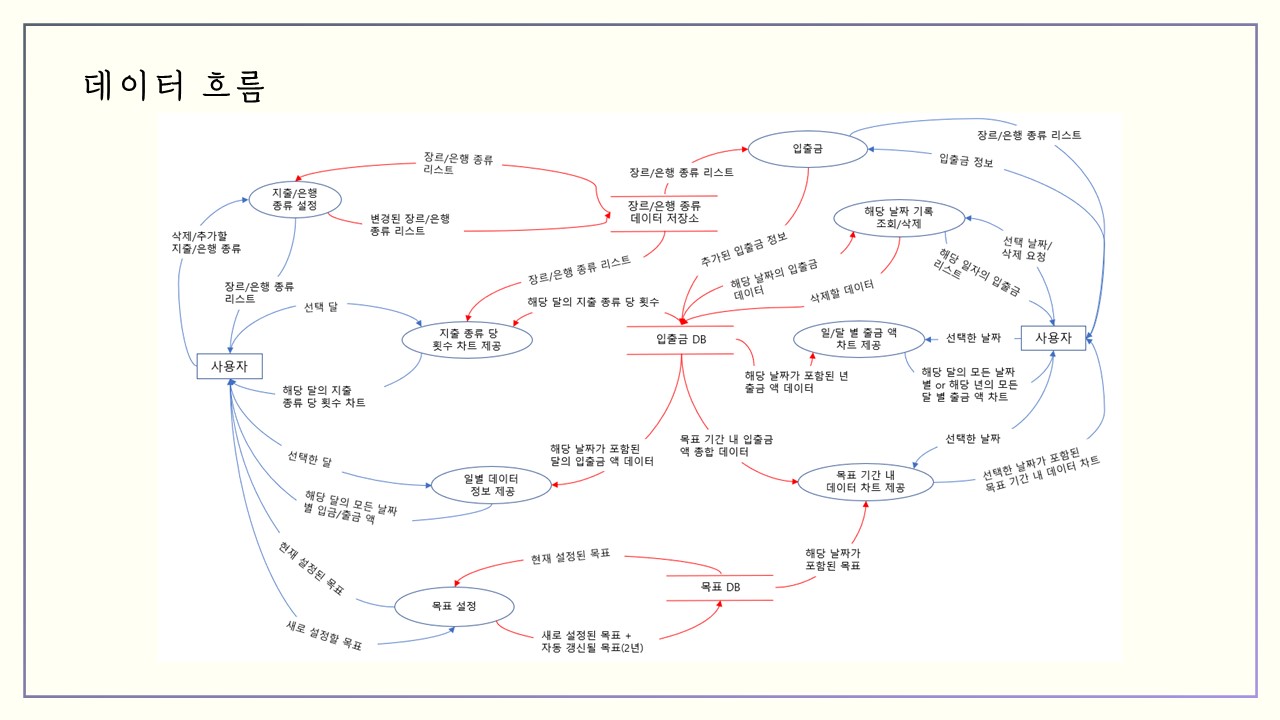 데이터 흐름
장르/은행 종류 리스트
입출금
입출금 정보
장르/은행 종류
리스트
장르/은행 종류 리스트
지출/은행
종류 설정
장르/은행 종류
데이터 저장소
해당 날짜 기록
조회/삭제
변경된 장르/은행
종류 리스트
삭제/추가할
지출/은행 종류
추가된 입출금 정보
선택 날짜/
삭제 요청
해당 일자의 입출금
리스트
장르/은행 종류 리스트
해당 날짜의 입출금
데이터
삭제할 데이터
장르/은행 종류
리스트
선택 달
해당 달의 지출 종류 당 횟수
지출 종류 당
횟수 차트 제공
입출금 DB
일/달 별 출금 액
차트 제공
선택한 날짜
사용자
사용자
해당 달의 지출
종류 당 횟수 차트
해당 날짜가 포함된 년
출금 액 데이터
해당 달의 모든 날짜
별 or 해당 년의 모든
달 별 출금 액 차트
선택한 달
해당 날짜가 포함된
달의 입출금 액 데이터
목표 기간 내 입출금
액 종합 데이터
선택한 날짜
일별 데이터
정보 제공
목표 기간 내
데이터 차트 제공
선택한 날짜가 포함된
목표 기간 내 데이터 차트
해당 달의 모든 날짜
별 입금/출금 액
현재 설정된 목표
현재 설정된 목표
해당 날짜가
포함된 목표
목표 설정
목표 DB
새로 설정할 목표
새로 설정된 목표 +
자동 갱신될 목표(2년)